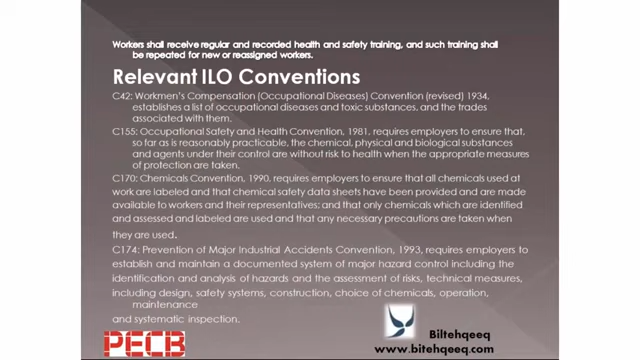 Workers shall receive regular and recorded health and safety training, and such training shall
be repeated for new or reassigned workers.
Relevant ILO Conventions
C42: Workmen's Compensation (Occupational Diseases) Convention (revised) 1934,
establishes a list of occupational diseases and toxic substances, and the trades
associated with them.
C155: Occupational Safety and Health Convention, 1981, requires employers to ensure that,
so far as is reasonably practicable, the chemical, physical and biological substances
and agents under their control are without risk to health when the appropriate measures
of protection are taken.
C170: Chemicals Convention, 1990, requires employers to ensure that all chemicals used at
work are labeled and that chemical safety data sheets have been provided and are made
available to workers and their representatives; and that only chemicals which are identified
and assessed and labeled are used and that any necessary precautions are taken when
they are used.
C174: Prevention of Major Industrial Accidents Convention, 1993, requires employers to
establish and maintain a documented system of major hazard control including the
identification and analysis of hazards and the assessment of risks, technical measures,
including design, safety systems, construction, choice of chemicals, operation,
maintenance
and systematic inspection.
PECB
Biltehqeeq
www.bitehqeeq.com